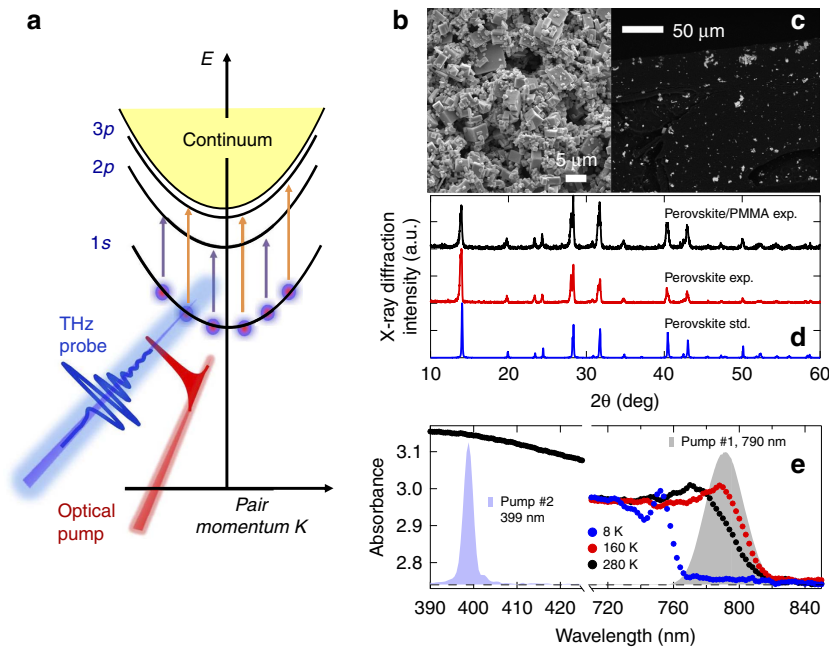 a
E
3p
Continuum
2p
1s
THz
probe
Optical
pump
Pair
momentum K
b
c
50 μm
5 μm
X-ray diffraction
intensity (a.u.)
Perovskite/PMMA exp.
Perovskite exp.
Perovskite std.
d
10 20 30 40 50 60
2θ (deg)
Absorbance
3.1
3.0
2.9
2.8
Pump #1, 790 nm
e
Pump #2
399 nm
8 K
160 K
280 K
390 400 410 420 720 760 800 840
Wavelength (nm)